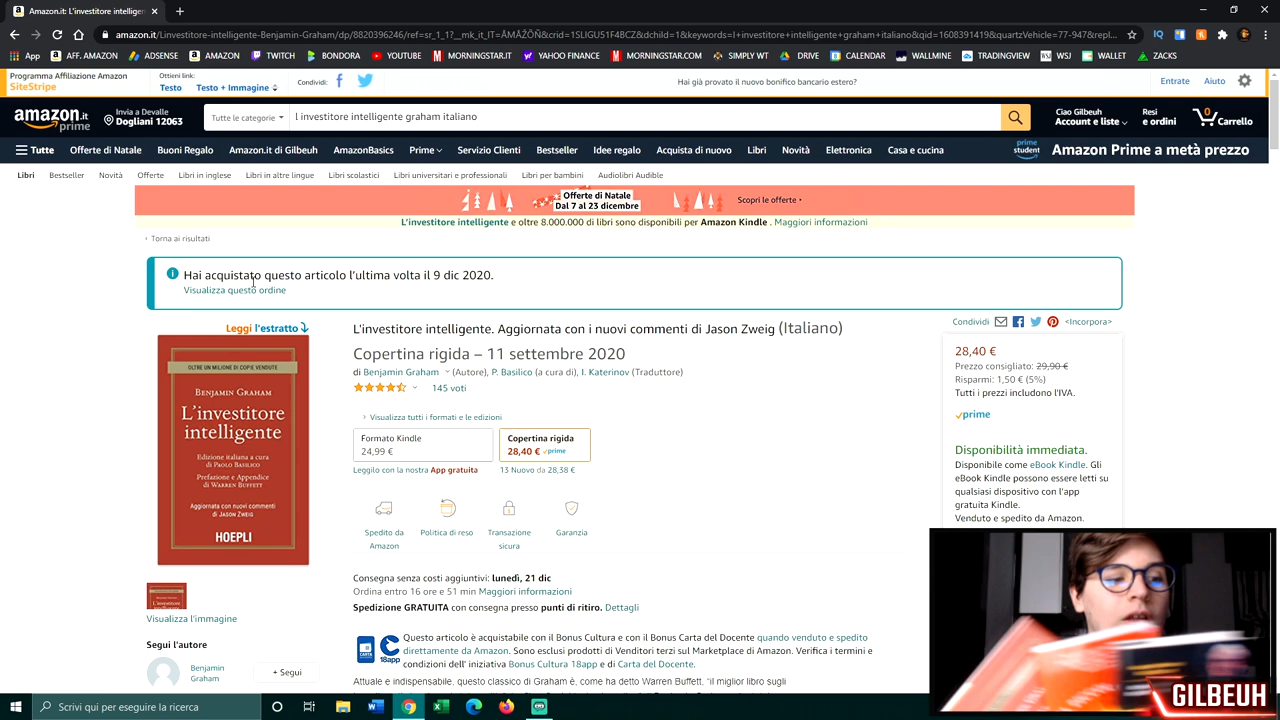 Amazon.it: l investitore intelligente
amazon.it/Linvestitore-intelligente-Benjamin-Graham/dp/8820396246/ref=sr_1_1?__mk_it_IT=ÅMÅŽÕÑ&crid=1SLIGU51F4BCZ&dchild=1&keywords=l+investitore+intelligente+graham+italiano&qid=1608391419&quartzVehicle=77-947&repl...
App AFF. AMAZON ADSENSE AMAZON TWITCH BONDORA YOUTUBE MORNINGSTAR YAHOO FINANCE MCCHILD.COM SIMPLY WT DRIVE CALENDAR WALLMINE TRADINGVIEW WSJ WALLET ZACKS
Programma Affiliazione Amazon
SiteStripe
Ottieni link:
Testo Testo + Immagine
Condividi:
Hai già provato il nuovo bonifico bancario estero?
Entrate Aiuto
amazon.it
prime
Invia a Devalle
Dogliani 12063
Tutte le categorie
l investitore intelligente graham italiano
Ciao Gilbeuh
Account e liste
Resi
e ordini
0
Carrello
Tutte Offerte di Natale Buoni Regalo Amazon.it di Gilbeuh AmazonBasics Prime Servizio Clienti Bestseller Idee regalo Acquista di nuovo Libri Novità Elettronica Casa e cucina
prime
student
Amazon Prime a metà prezzo
Libri Bestseller Novità Offerte Libri in inglese Libri in altre lingue Libri scolastici Libri universitari e professionali Libri per bambini Audiolibri Audible
Offerte di Natale
Dal 7 al 23 dicembre
Scopri le offerte
L'investitore intelligente e oltre 8.000.000 di libri sono disponibili per Amazon Kindle . Maggiori informazioni
‹ Torna ai risultati
Hai acquistato questo articolo l'ultima volta il 9 dic 2020.
Visualizza questo ordine
Leggi l'estratto
OLTRE UN MILIONE DI COPIE VENDUTE
BENJAMIN GRAHAM
L'investitore
intelligente
Edizione italiana a cura
di PAOLO BASILICO
Prefazione e Appendice
di WARREN BUFFETT
Aggiornata con nuovi commenti
di JASON ZWEIG
HOEPLI
Visualizza l'immagine
Segui l'autore
Benjamin
Graham
+ Segui
L'investitore intelligente. Aggiornata con i nuovi commenti di Jason Zweig (Italiano)
Copertina rigida – 11 settembre 2020
di Benjamin Graham (Autore), P. Basilico (a cura di), I. Katerinov (Traduttore)
145 voti
› Visualizza tutti i formati e le edizioni
Formato Kindle
24,99 €
Copertina rigida
28,40 € prime
Leggilo con la nostra App gratuita
13 Nuovo da 28,38 €
Spedito da
Amazon
Politica di reso
Transazione
sicura
Garanzia
Consegna senza costi aggiuntivi: lunedì, 21 dic
Ordina entro 16 ore e 51 min Maggiori informazioni
Spedizione GRATUITA con consegna presso punti di ritiro. Dettagli
CARTA
18app
Questo articolo è acquistabile con il Bonus Cultura e con il Bonus Carta del Docente quando venduto e spedito
direttamente da Amazon. Sono esclusi prodotti di Venditori terzi sul Marketplace di Amazon. Verifica i termini e
condizioni dell' iniziativa Bonus Cultura 18app e di Carta del Docente.
Attuale e indispensabile, questo classico di Graham è, come ha detto Warren Buffett, "il miglior libro sugli
Condividi <Incorpora>
28,40 €
Prezzo consigliato: 29,90 €
Risparmi: 1,50 € (5%)
Tutti i prezzi includono l'IVA.
prime
Disponibilità immediata.
Disponibile come eBook Kindle. Gli
eBook Kindle possono essere letti su
qualsiasi dispositivo con l'app
gratuita Kindle.
Venduto e spedito da Amazon.
GILBEUH
Scrivi qui per eseguire la ricerca